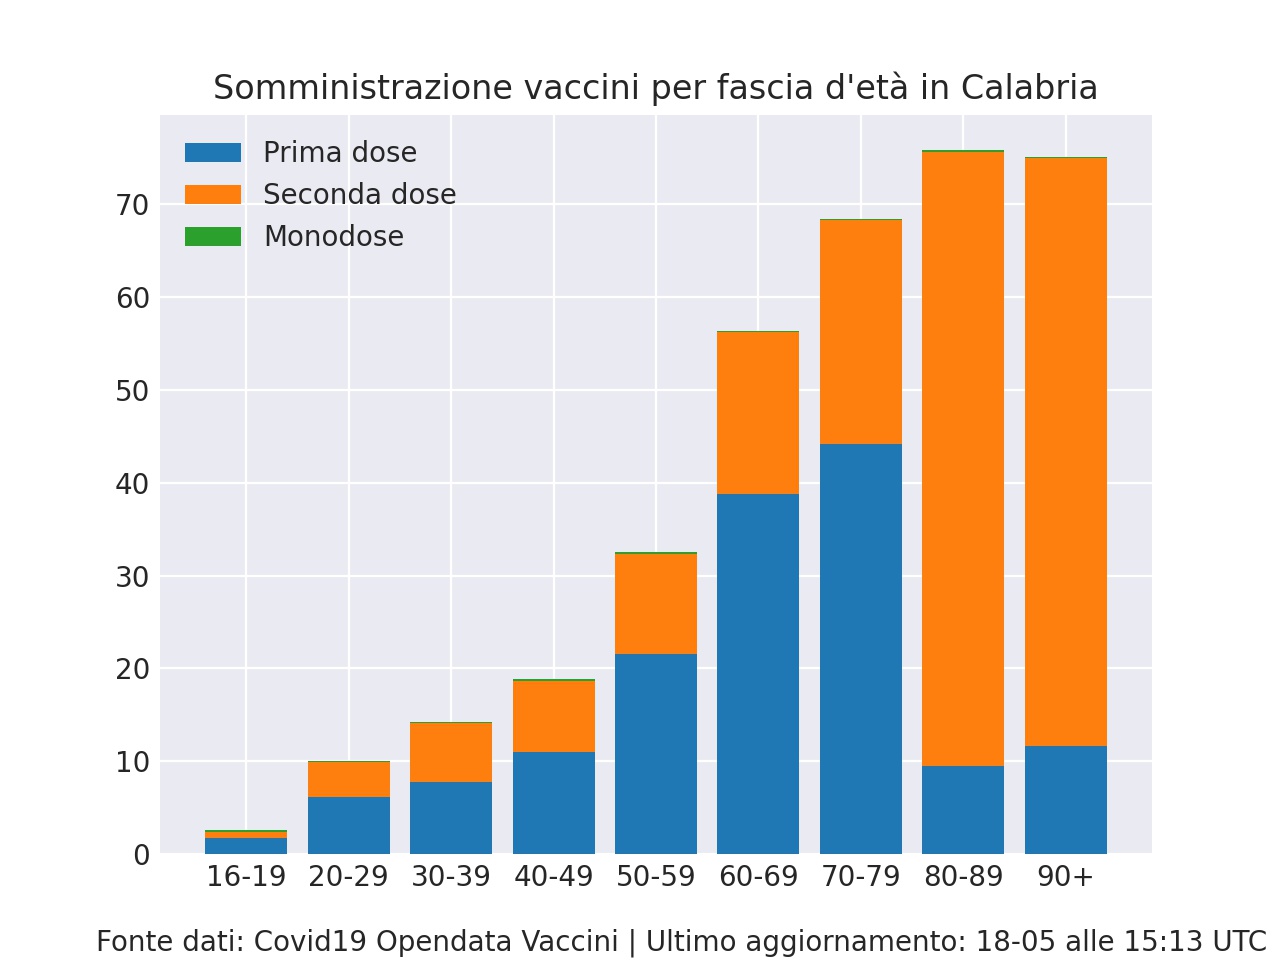 Somministrazione vaccini per fascia d'età in Calabria
Prima dose
Seconda dose
Monodose
70
60
50
40
30
20
10
0
16-19 20-29 30-39 40-49 50-59 60-69 70-79 80-89 90+
Fonte dati: Covid19 Opendata Vaccini | Ultimo aggiornamento: 18-05 alle 15:13 UTC